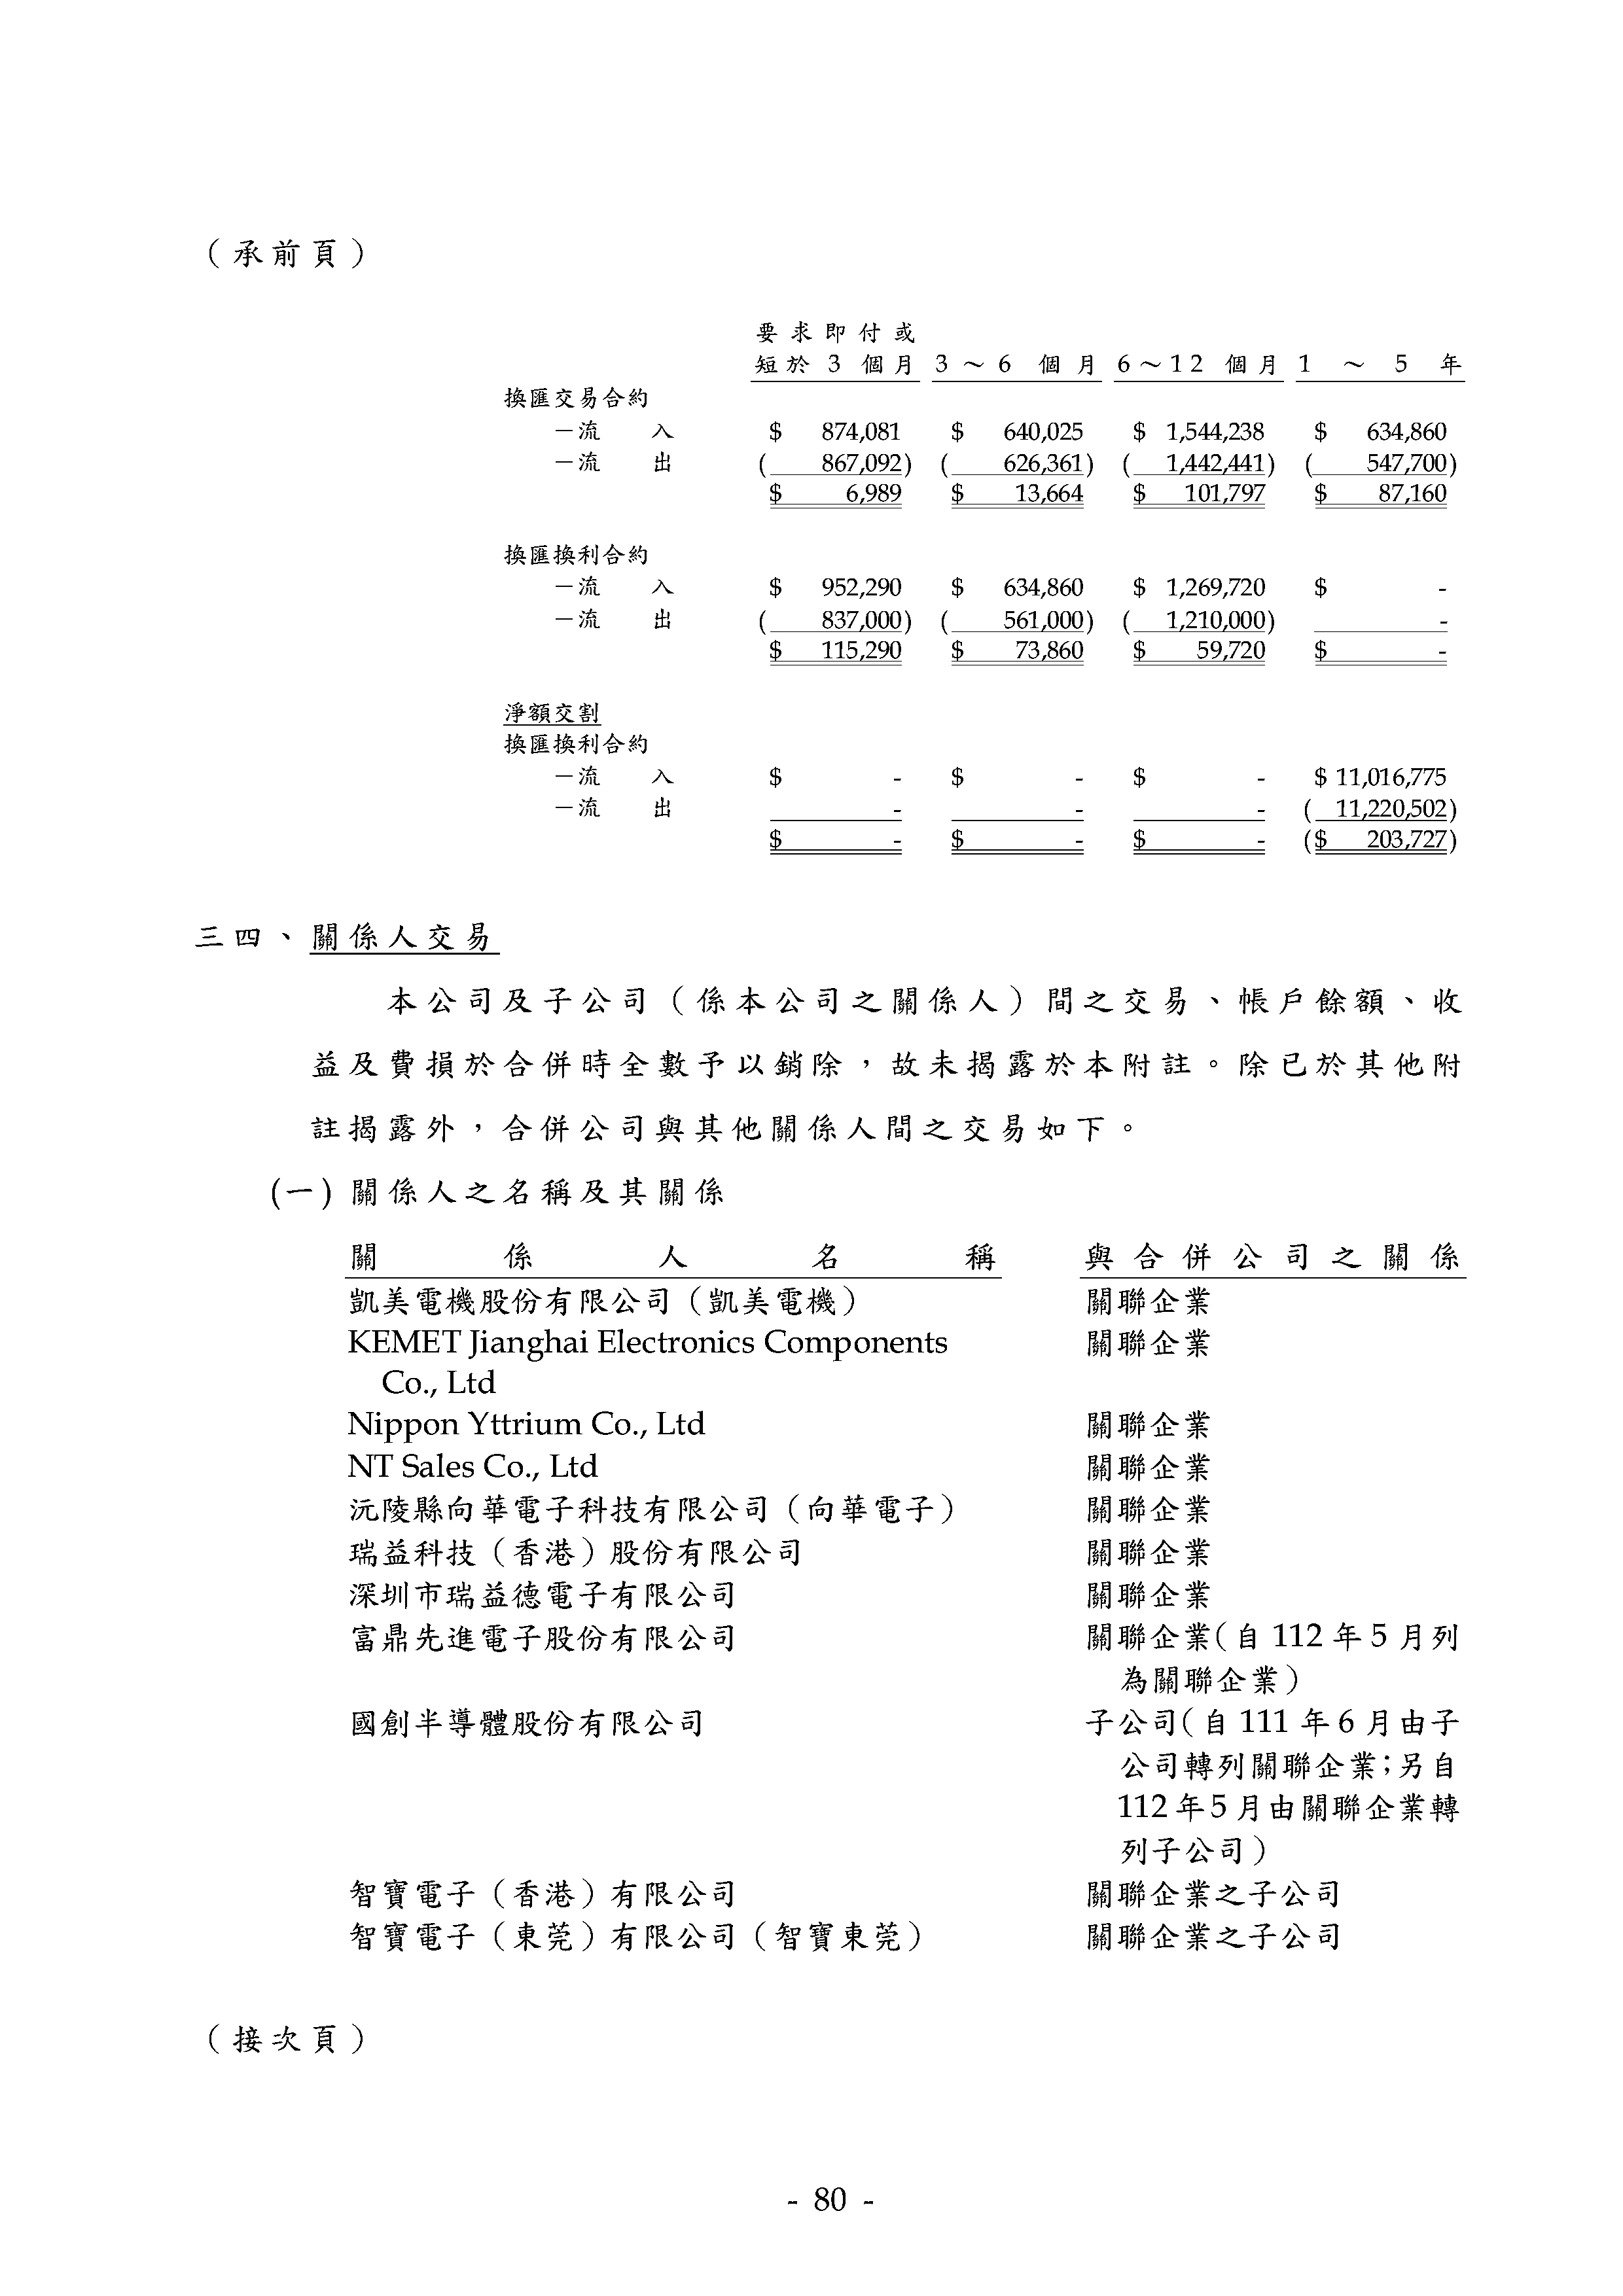 （承前頁）
要求即付或
短於 3 個月 3 ～ 6 個月 6～12 個月 1 ～ 5 年
換匯交易合約
－流 入 $ 874,081 $ 640,025 $ 1,544,238 $ 634,860
－流 出 ( 867,092) ( 626,361) ( 1,442,441) ( 547,700)
$ 6,989 $ 13,664 $ 101,797 $ 87,160
換匯換利合約
－流 入 $ 952,290 $ 634,860 $ 1,269,720 $ -
－流 出 ( 837,000) ( 561,000) ( 1,210,000) -
$ 115,290 $ 73,860 $ 59,720 $ -
淨額交割
換匯換利合約
－流 入 $ - $ - $ - $ 11,016,775
－流 出 - - - ( 11,220,502)
$ - $ - $ - ($ 203,727)
三四、關係人交易
本公司及子公司（係本公司之關係人）間之交易、帳戶餘額、收
益及費損於合併時全數予以銷除，故未揭露於本附註。除已於其他附
註揭露外，合併公司與其他關係人間之交易如下。
(一) 關係人之名稱及其關係
關係人名稱 與合併公司之關係
凱美電機股份有限公司（凱美電機） 關聯企業
KEMET Jianghai Electronics Components 關聯企業
Co., Ltd
Nippon Yttrium Co., Ltd 關聯企業
NT Sales Co., Ltd 關聯企業
沅陵縣向華電子科技有限公司（向華電子） 關聯企業
瑞益科技（香港）股份有限公司 關聯企業
深圳市瑞益德電子有限公司 關聯企業
富鼎先進電子股份有限公司 關聯企業（自 112 年 5 月列
為關聯企業）
國創半導體股份有限公司 子公司（自 111 年 6 月由子
公司轉列關聯企業；另自
112 年 5 月由關聯企業轉
列子公司）
智寶電子（香港）有限公司 關聯企業之子公司
智寶電子（東莞）有限公司（智寶東莞） 關聯企業之子公司
（接次頁）
- 80 -